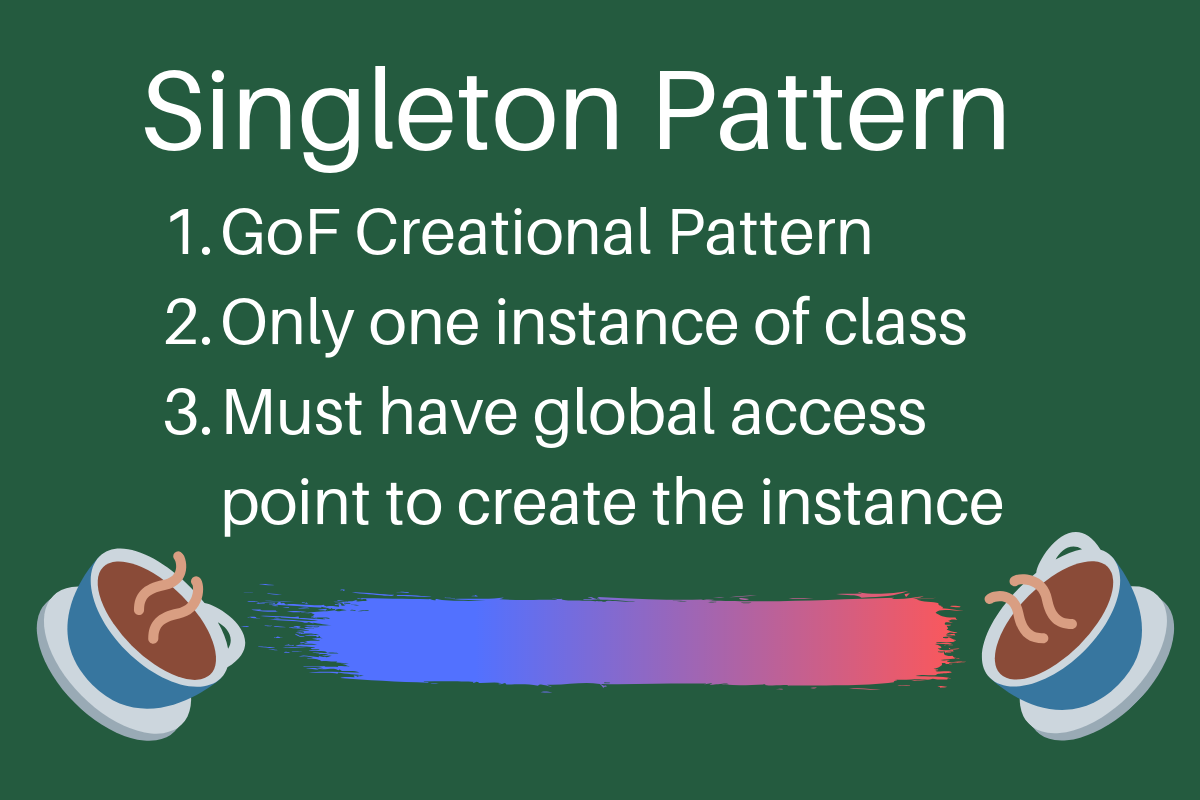 Singleton Pattern
1. GoF Creational Pattern
2. Only one instance of class
3. Must have global access
point to create the instance